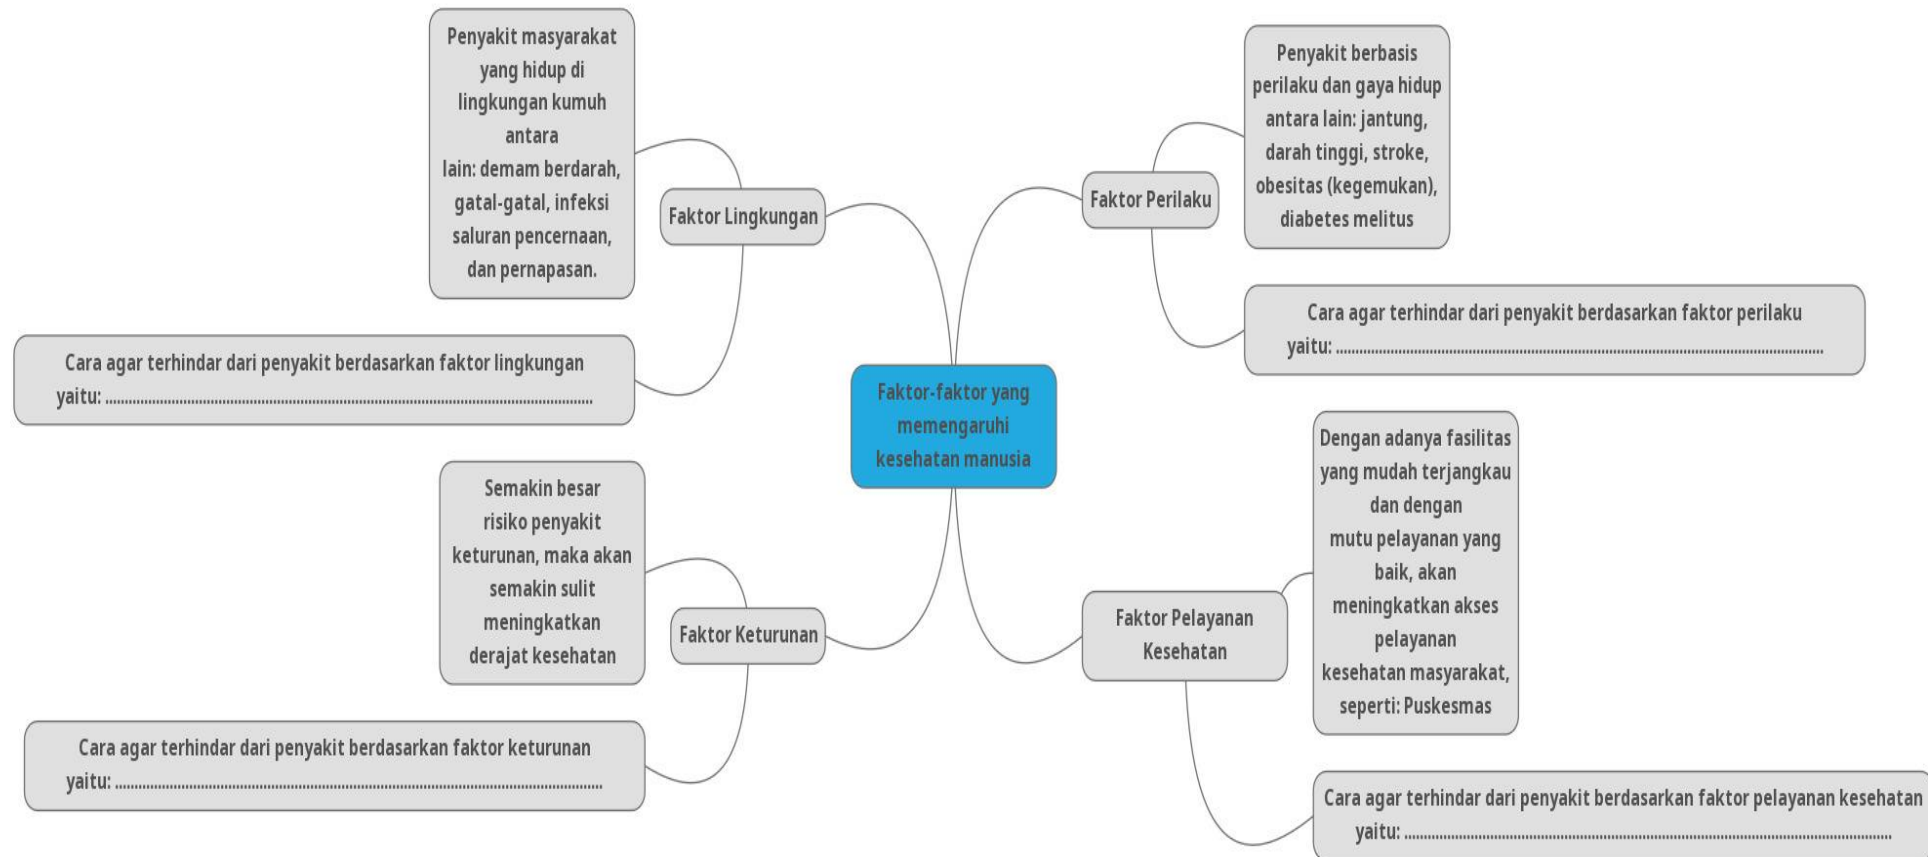 Faktor-faktor yang
memengaruhi
kesehatan manusia
Faktor Lingkungan
Penyakit masyarakat
yang hidup di
lingkungan kumuh
antara
lain: demam berdarah,
gatal-gatal, infeksi
saluran pencernaan,
dan pernapasan.
Cara agar terhindar dari penyakit berdasarkan faktor lingkungan
yaitu: ..............................................................................................................................
Faktor Perilaku
Penyakit berbasis
perilaku dan gaya hidup
antara lain: jantung,
darah tinggi, stroke,
obesitas (kegemukan),
diabetes melitus
Cara agar terhindar dari penyakit berdasarkan faktor perilaku
yaitu: ..............................................................................................................................
Faktor Keturunan
Semakin besar
risiko penyakit
keturunan, maka akan
semakin sulit
meningkatkan
derajat kesehatan
Cara agar terhindar dari penyakit berdasarkan faktor keturunan
yaitu: ..............................................................................................................................
Faktor Pelayanan
Kesehatan
Dengan adanya fasilitas
yang mudah terjangkau
dan dengan
mutu pelayanan yang
baik, akan
meningkatkan akses
pelayanan
kesehatan masyarakat,
seperti: Puskesmas
Cara agar terhindar dari penyakit berdasarkan faktor pelayanan kesehatan
yaitu: ..............................................................................................................................